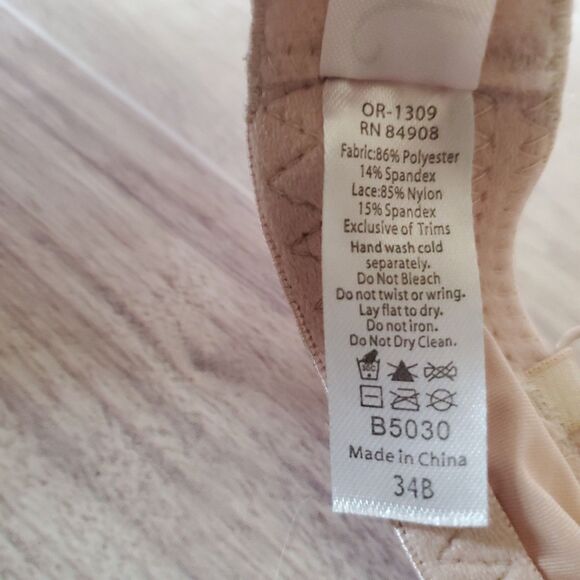 OR-1309
RN 84908
Fabric:86% Polyester
14% Spandex
Lace:85% Nylon
15% Spandex
Exclusive of Trims
Hand wash cold
separately.
Do Not Bleach
Do not twist or wring.
Lay flat to dry.
Do not iron.
Do Not Dry Clean.
B5030
Made in China
34B